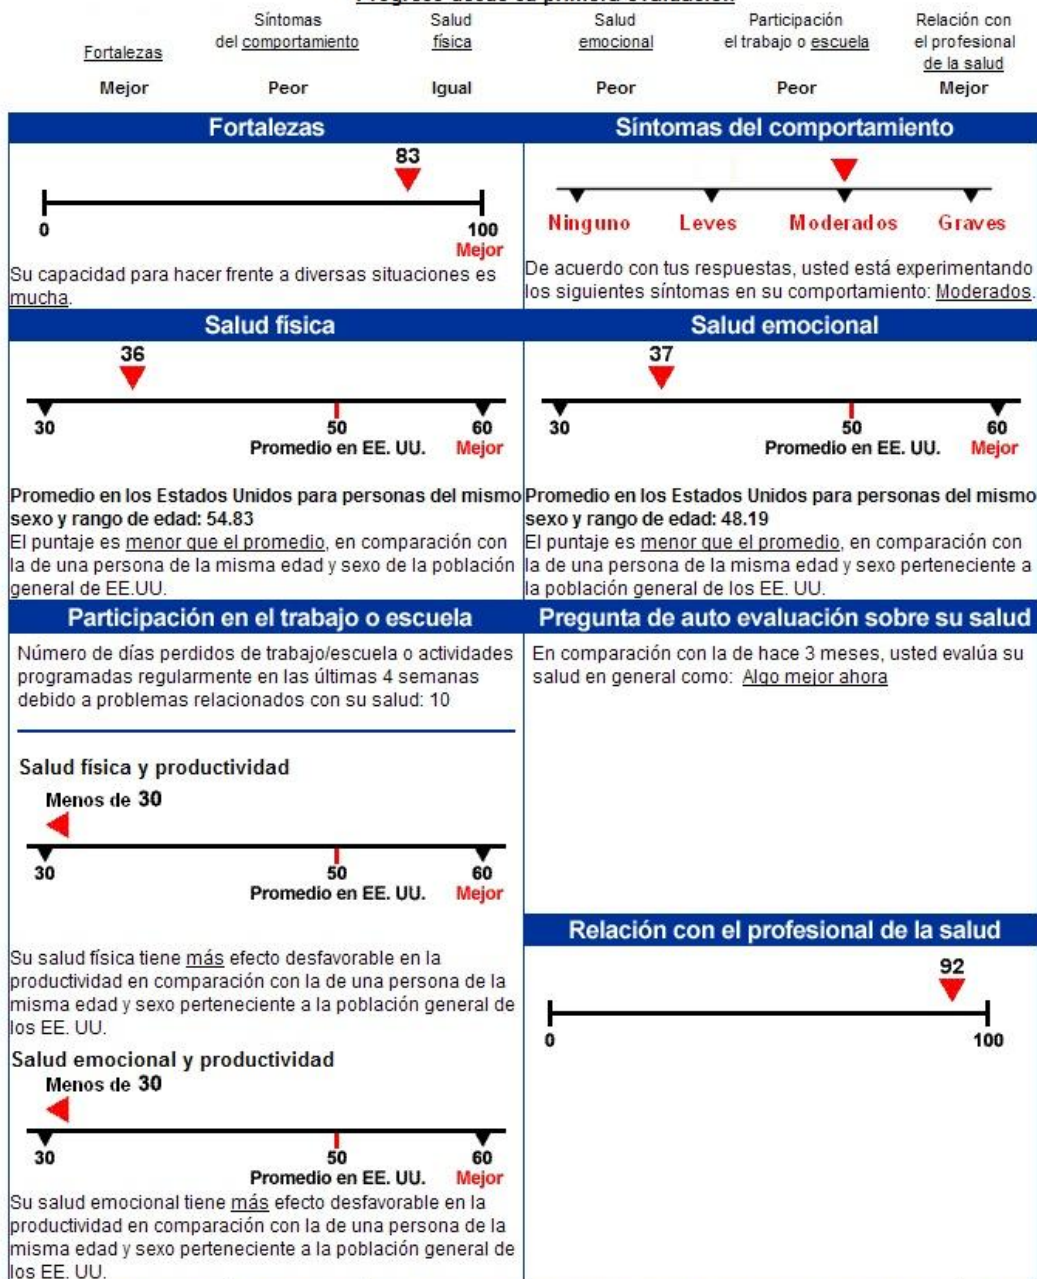 Progreso desde su primera evaluación
Fortalezas
Síntomas
del comportamiento
Salud
física
Salud
emocional
Participación
el trabajo o escuela
Relación con
el profesional
de la salud
Mejor Peor Igual Peor Peor Mejor
Fortalezas
83
0 100
Mejor
Su capacidad para hacer frente a diversas situaciones es
mucha.
Síntomas del comportamiento
Ninguno Leves Moderados Graves
De acuerdo con tus respuestas, usted está experimentando
los siguientes síntomas en su comportamiento: Moderados.
Salud física
36
30 50 60
Promedio en EE. UU. Mejor
Promedio en los Estados Unidos para personas del mismo
sexo y rango de edad: 54.83
El puntaje es menor que el promedio, en comparación con
la de una persona de la misma edad y sexo de la población
general de EE.UU.
Salud emocional
37
30 50 60
Promedio en EE. UU. Mejor
Promedio en los Estados Unidos para personas del mismo
sexo y rango de edad: 48.19
El puntaje es menor que el promedio, en comparación con
la de una persona de la misma edad y sexo perteneciente a
la población general de los EE. UU.
Participación en el trabajo o escuela
Número de días perdidos de trabajo/escuela o actividades
programadas regularmente en las últimas 4 semanas
debido a problemas relacionados con su salud: 10
Salud física y productividad
Menos de 30
30 50 60
Promedio en EE. UU. Mejor
Su salud física tiene más efecto desfavorable en la
productividad en comparación con la de una persona de la
misma edad y sexo perteneciente a la población general de
los EE. UU.
Salud emocional y productividad
Menos de 30
30 50 60
Promedio en EE. UU. Mejor
Su salud emocional tiene más efecto desfavorable en la
productividad en comparación con la de una persona de la
misma edad y sexo perteneciente a la población general de
los EE. UU.
Pregunta de auto evaluación sobre su salud
En comparación con la de hace 3 meses, usted evalúa su
salud en general como: Algo mejor ahora
Relación con el profesional de la salud
92
0 100